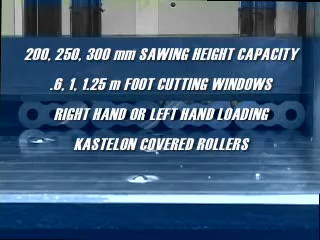 200, 250, 300 mm SAWING HEIGHT CAPACITY
.6, 1, 1.25 m FOOT CUTTING WINDOWS
RIGHT HAND OR LEFT HAND LOADING
KASTELON COVERED ROLLERS